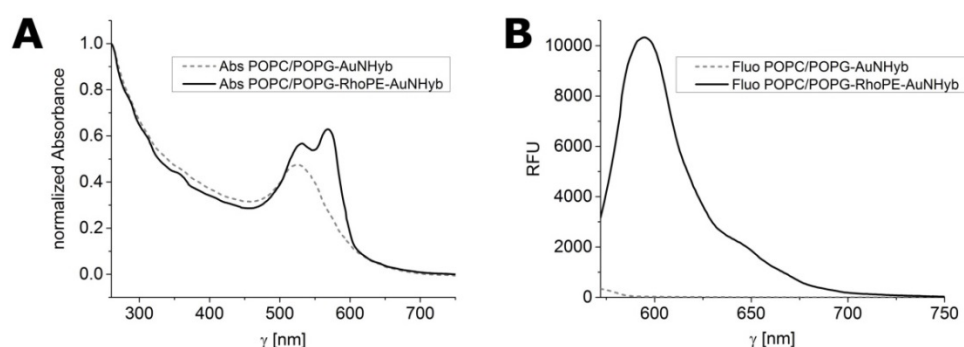 A
Abs POPC/POPG-AuNHyb
Abs POPC/POPG-RhoPE-AuNHyb
normalized Absorbance
1.0
0.8
0.6
0.4
0.2
0.0
300 400 500 600 700
γ [nm]
B
Fluo POPC/POPG-AuNHyb
Fluo POPC/POPG-RhoPE-AuNHyb
RFU
10000
8000
6000
4000
2000
0
600 650 700 750
γ [nm]